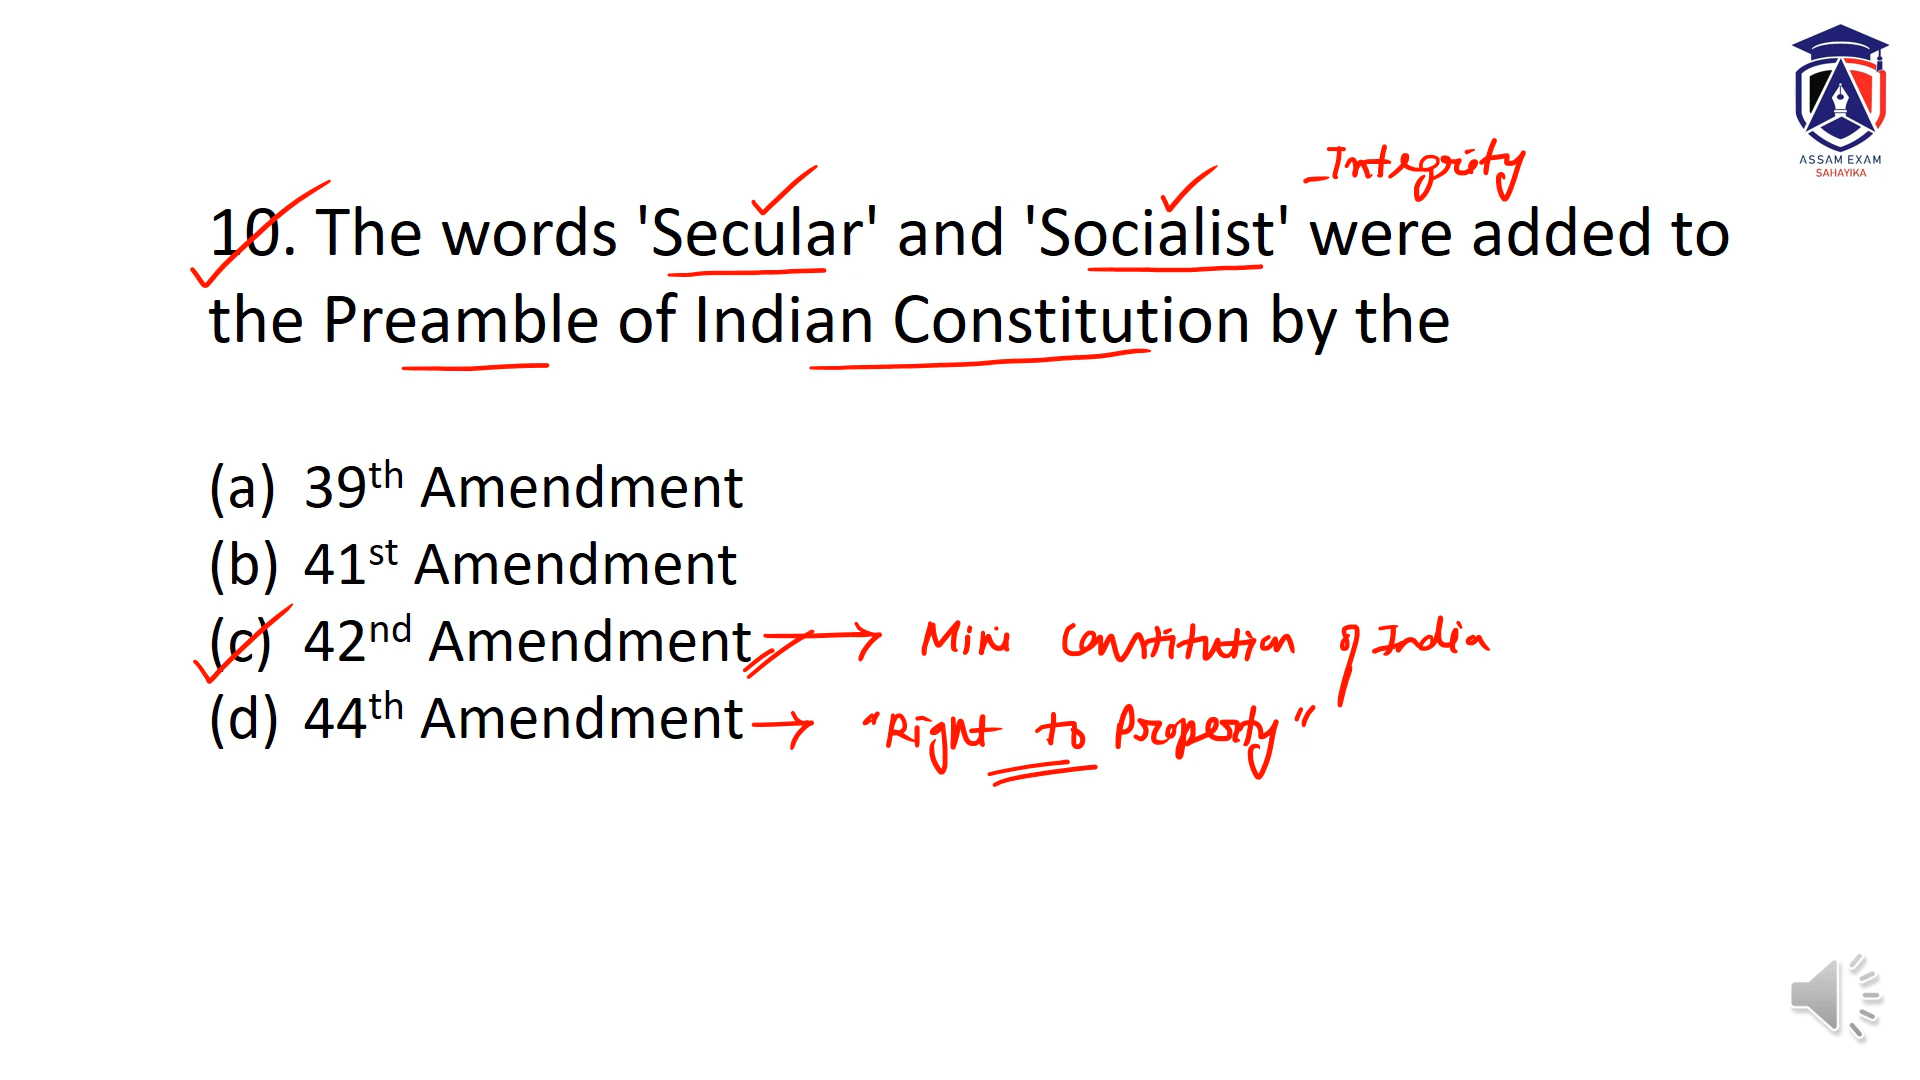 ASSAM EXAM
SAHAYIKA
Integrity
10. The words 'Secular' and 'Socialist' were added to
the Preamble of Indian Constitution by the
(a) 39th Amendment
(b) 41st Amendment
(c) 42nd Amendment → Mini Constitution of India
(d) 44th Amendment → "Right to Property"